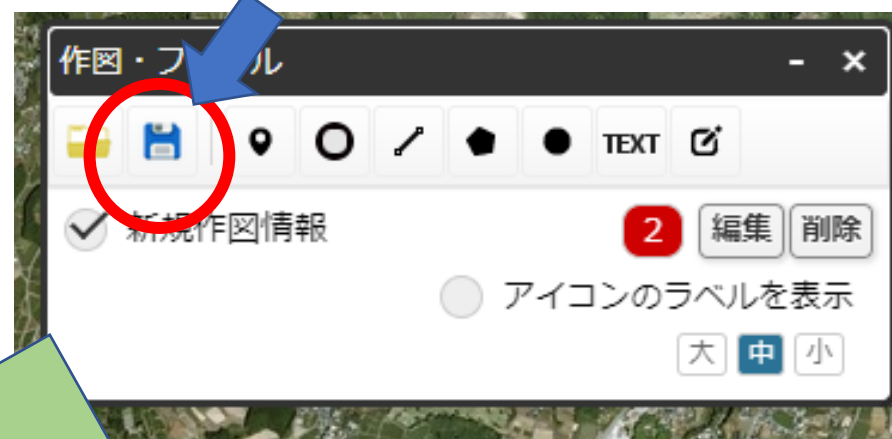 作図・フ ル
TEXT
新規作図情報
2 編集 削除
アイコンのラベルを表示
大 中 小